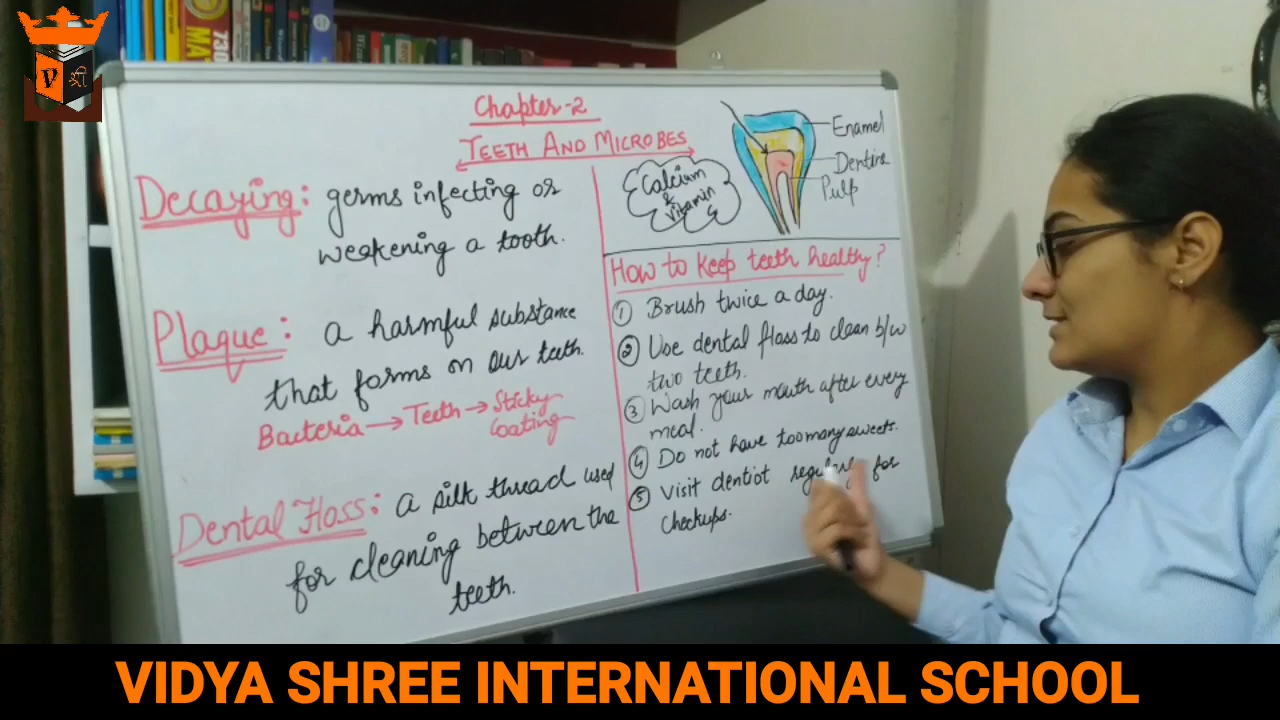 V श्री
730
MA
Chapter-2
TEETH AND MICROBES
Decaying: germs infecting or
weakening a tooth.
Plaque: a harmful substance
that forms on our teeth.
Bacteria → Teeth → Sticky
Coating
Dental Floss: a silk thread used
for cleaning between the
teeth.
Calcium
&
vitamin
Enamel
Dentine
Pulp
How to keep teeth healthy?
① Brush twice a day.
② Use dental floss to clean b/w
two teeth.
③ Wash your mouth after every
meal.
④ Do not have too many sweets.
⑤ Visit dentist regularly for
checkups.
VIDYA SHREE INTERNATIONAL SCHOOL